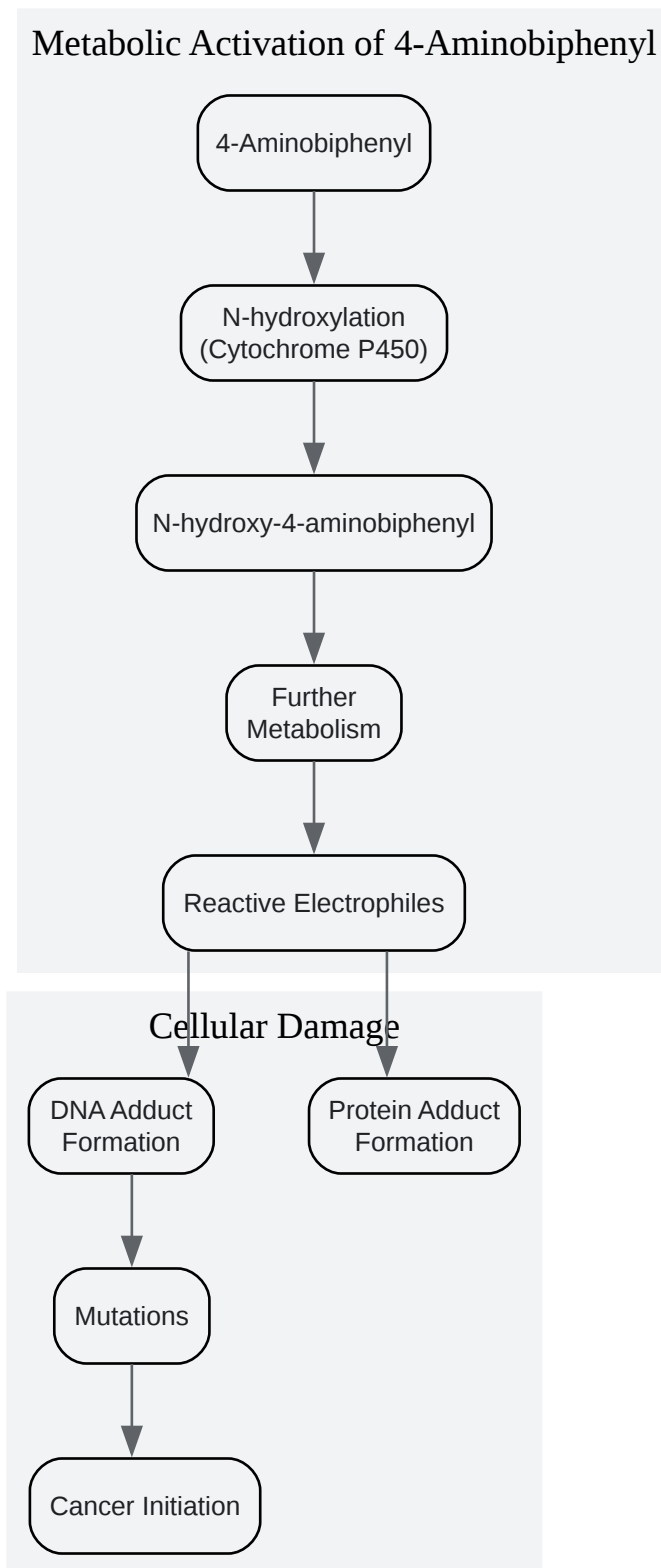 Metabolic Activation of 4-Aminobiphenyl
4-Aminobiphenyl
N-hydroxylation
(Cytochrome P450)
N-hydroxy-4-aminobiphenyl
Further
Metabolism
Reactive Electrophiles
Cellular Damage
DNA Adduct
Formation
Protein Adduct
Formation
Mutations
Cancer Initiation